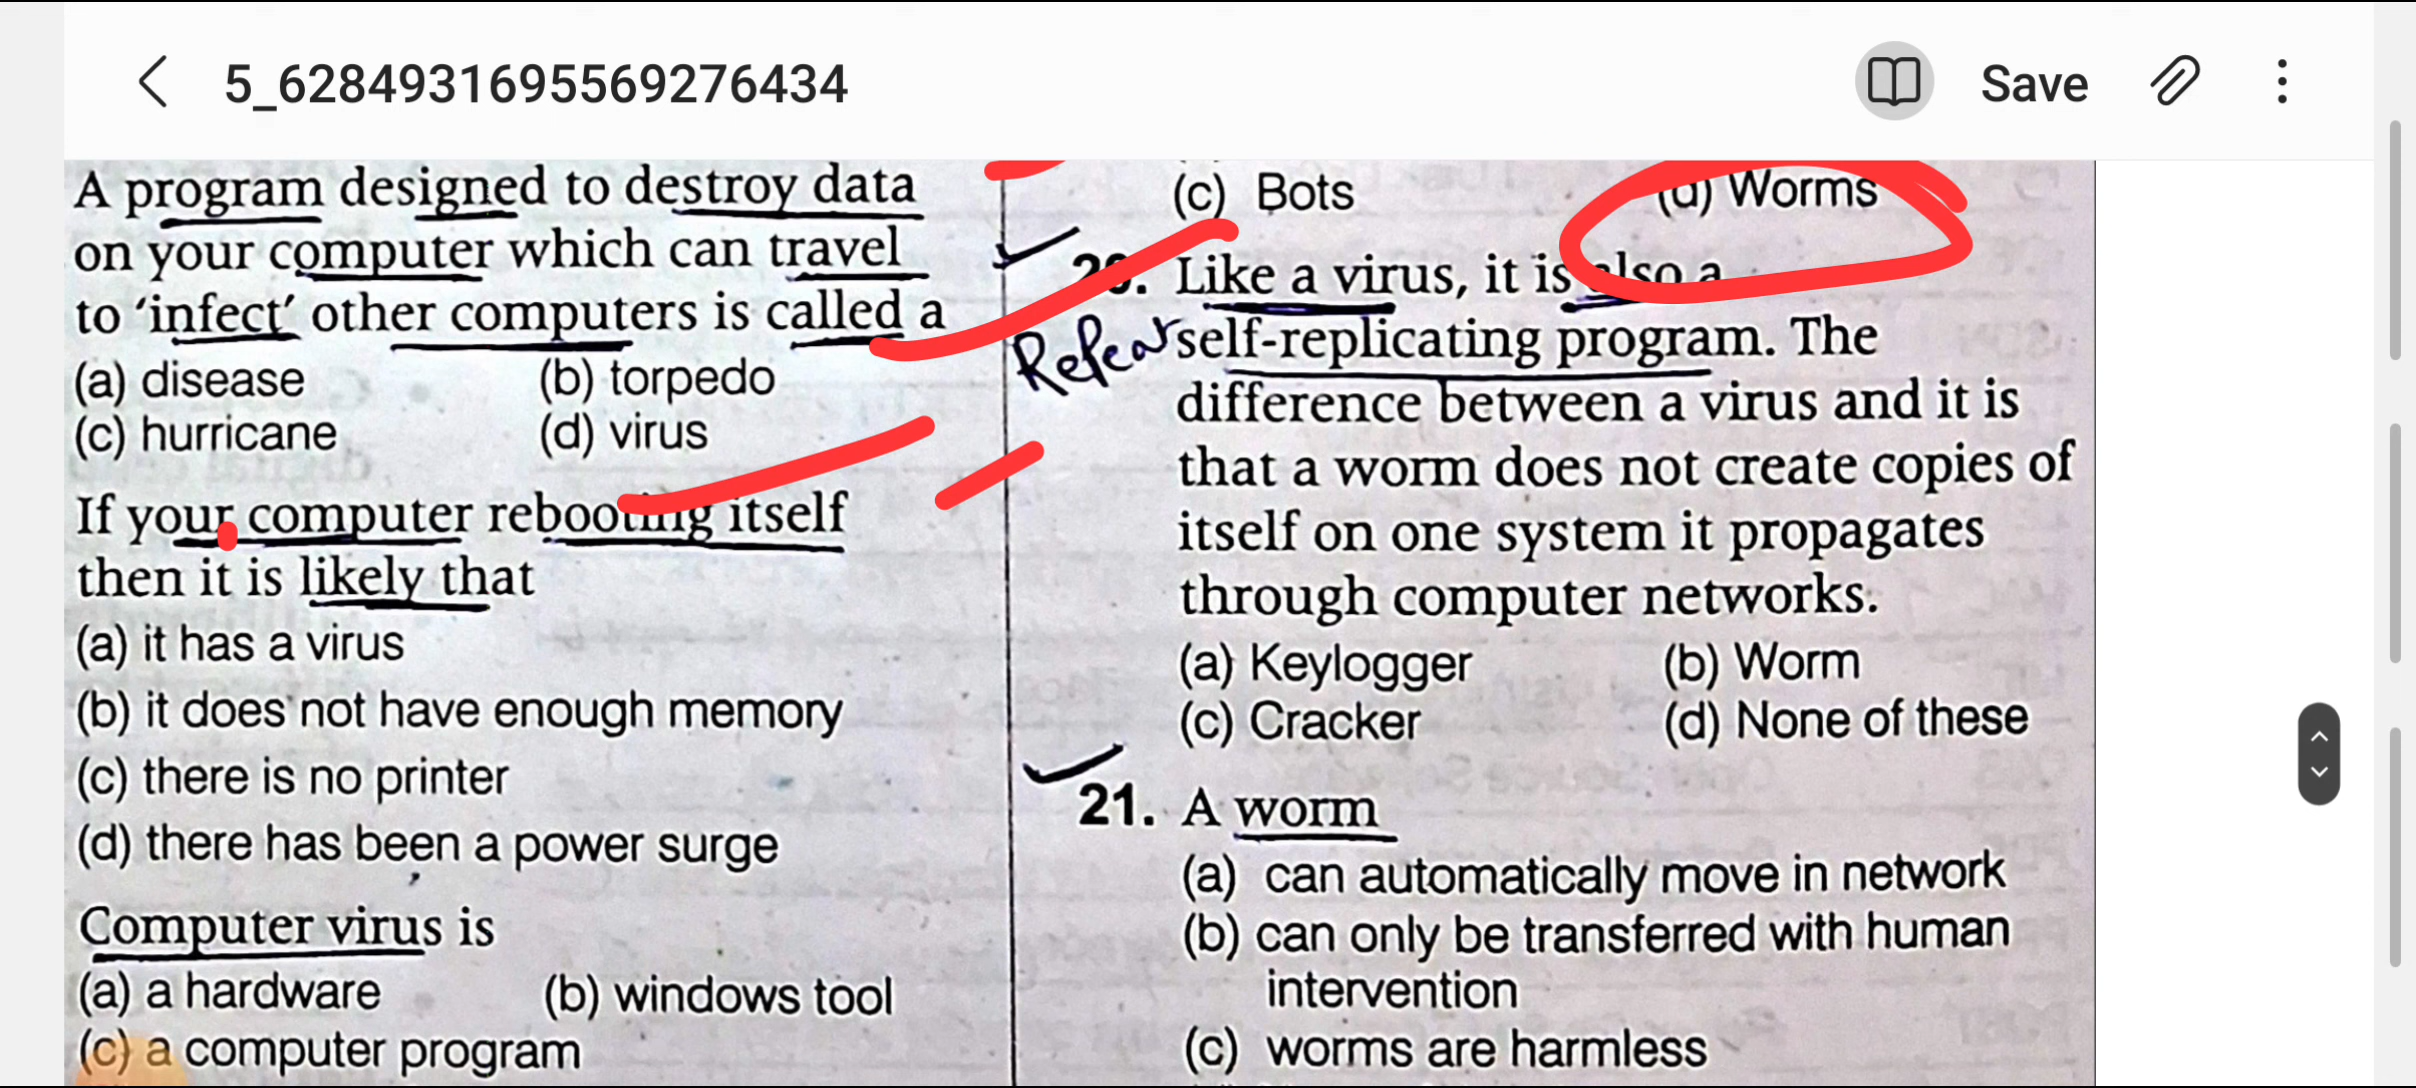 5_6284931695569276434
Save
A program designed to destroy data
on your computer which can travel
to ‘infect’ other computers is called a
(a) disease (b) torpedo
(c) hurricane (d) virus
If your computer rebooting itself
then it is likely that
(a) it has a virus
(b) it does not have enough memory
(c) there is no printer
(d) there has been a power surge
Computer virus is
(a) a hardware (b) windows tool
(c) a computer program
(c) Bots (d) Worms
20. Like a virus, it is also a
self-replicating program. The
difference between a virus and it is
that a worm does not create copies of
itself on one system it propagates
through computer networks.
(a) Keylogger (b) Worm
(c) Cracker (d) None of these
21. A worm
(a) can automatically move in network
(b) can only be transferred with human
intervention
(c) worms are harmless